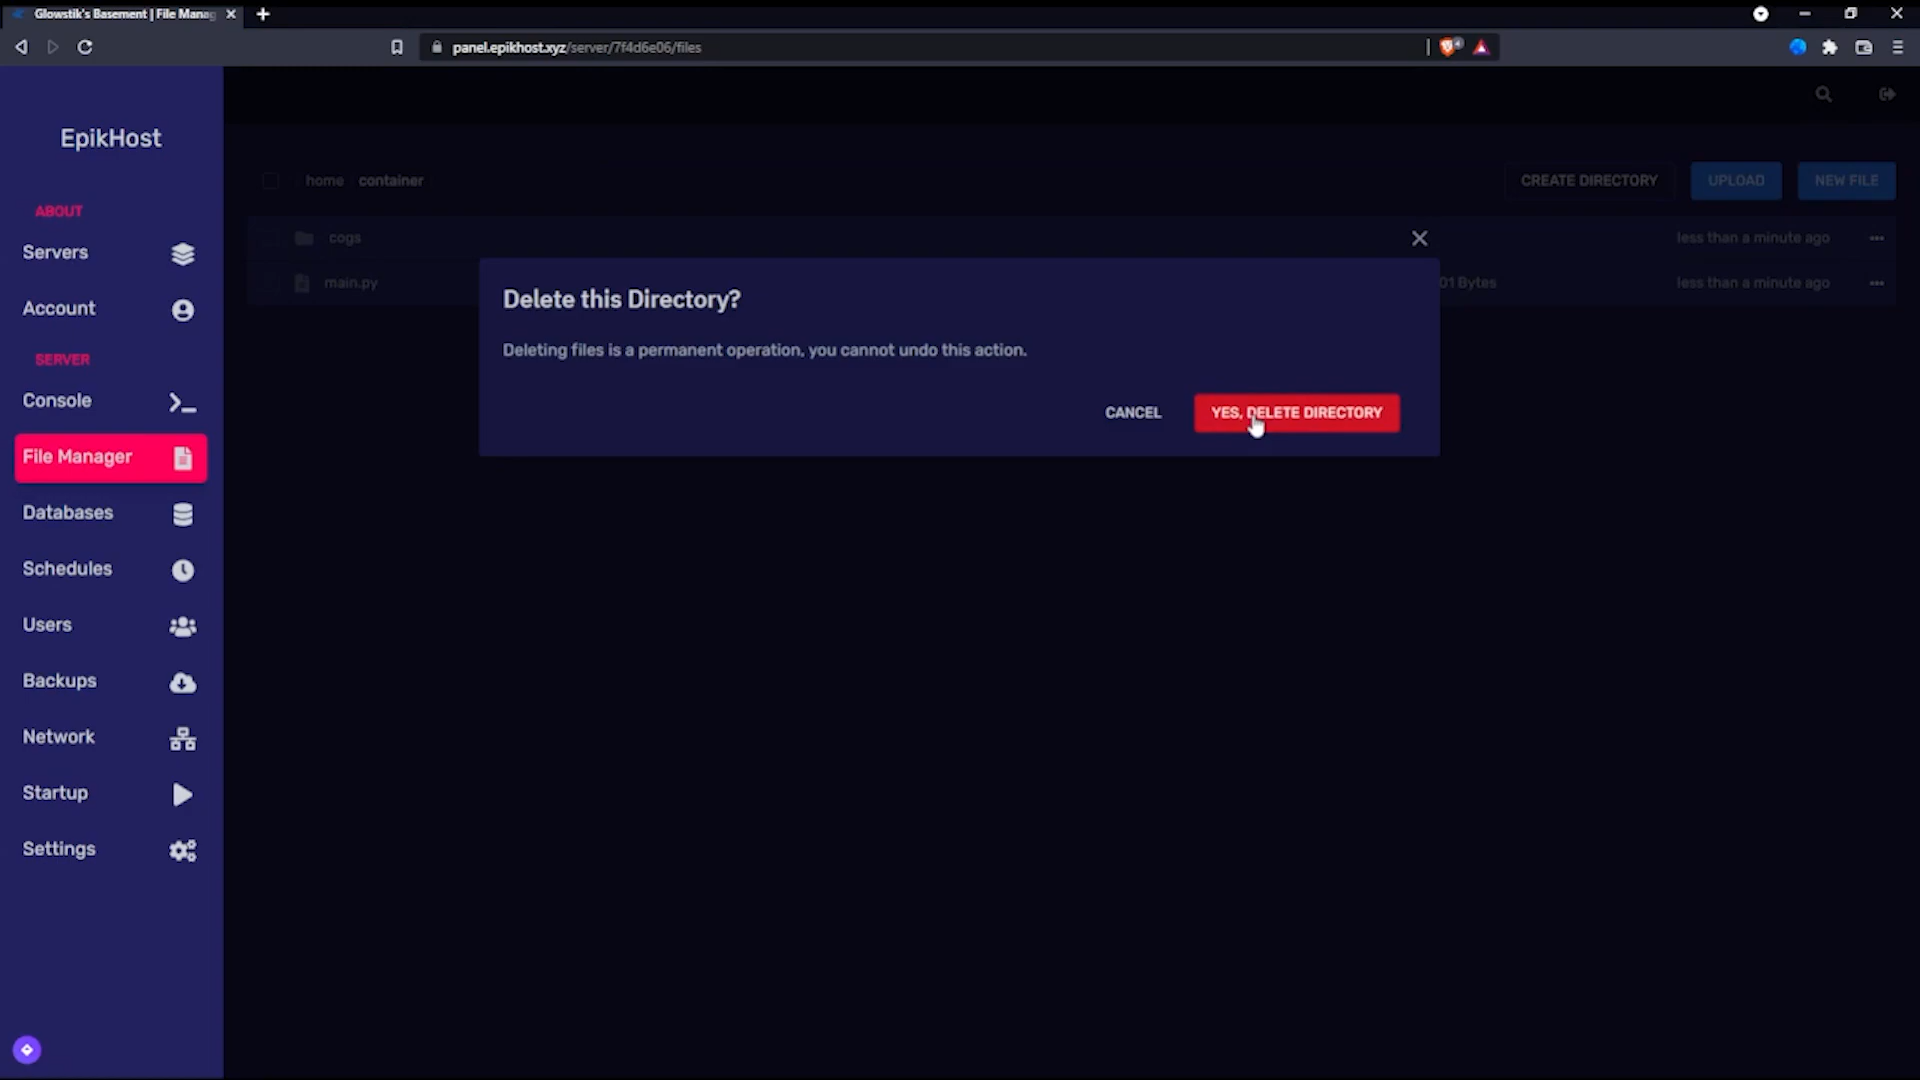 Glowstik's Basement | File Manag
panel.epikhost.xyz/server/7f4d6e06/files
EpikHost
ABOUT
Servers
Account
SERVER
Console
File Manager
Databases
Schedules
Users
Backups
Network
Startup
Settings
home container
CREATE DIRECTORY
UPLOAD
NEW FILE
cogs
less than a minute ago
main.py
01 Bytes
less than a minute ago
Delete this Directory?
Deleting files is a permanent operation, you cannot undo this action.
CANCEL
YES, DELETE DIRECTORY